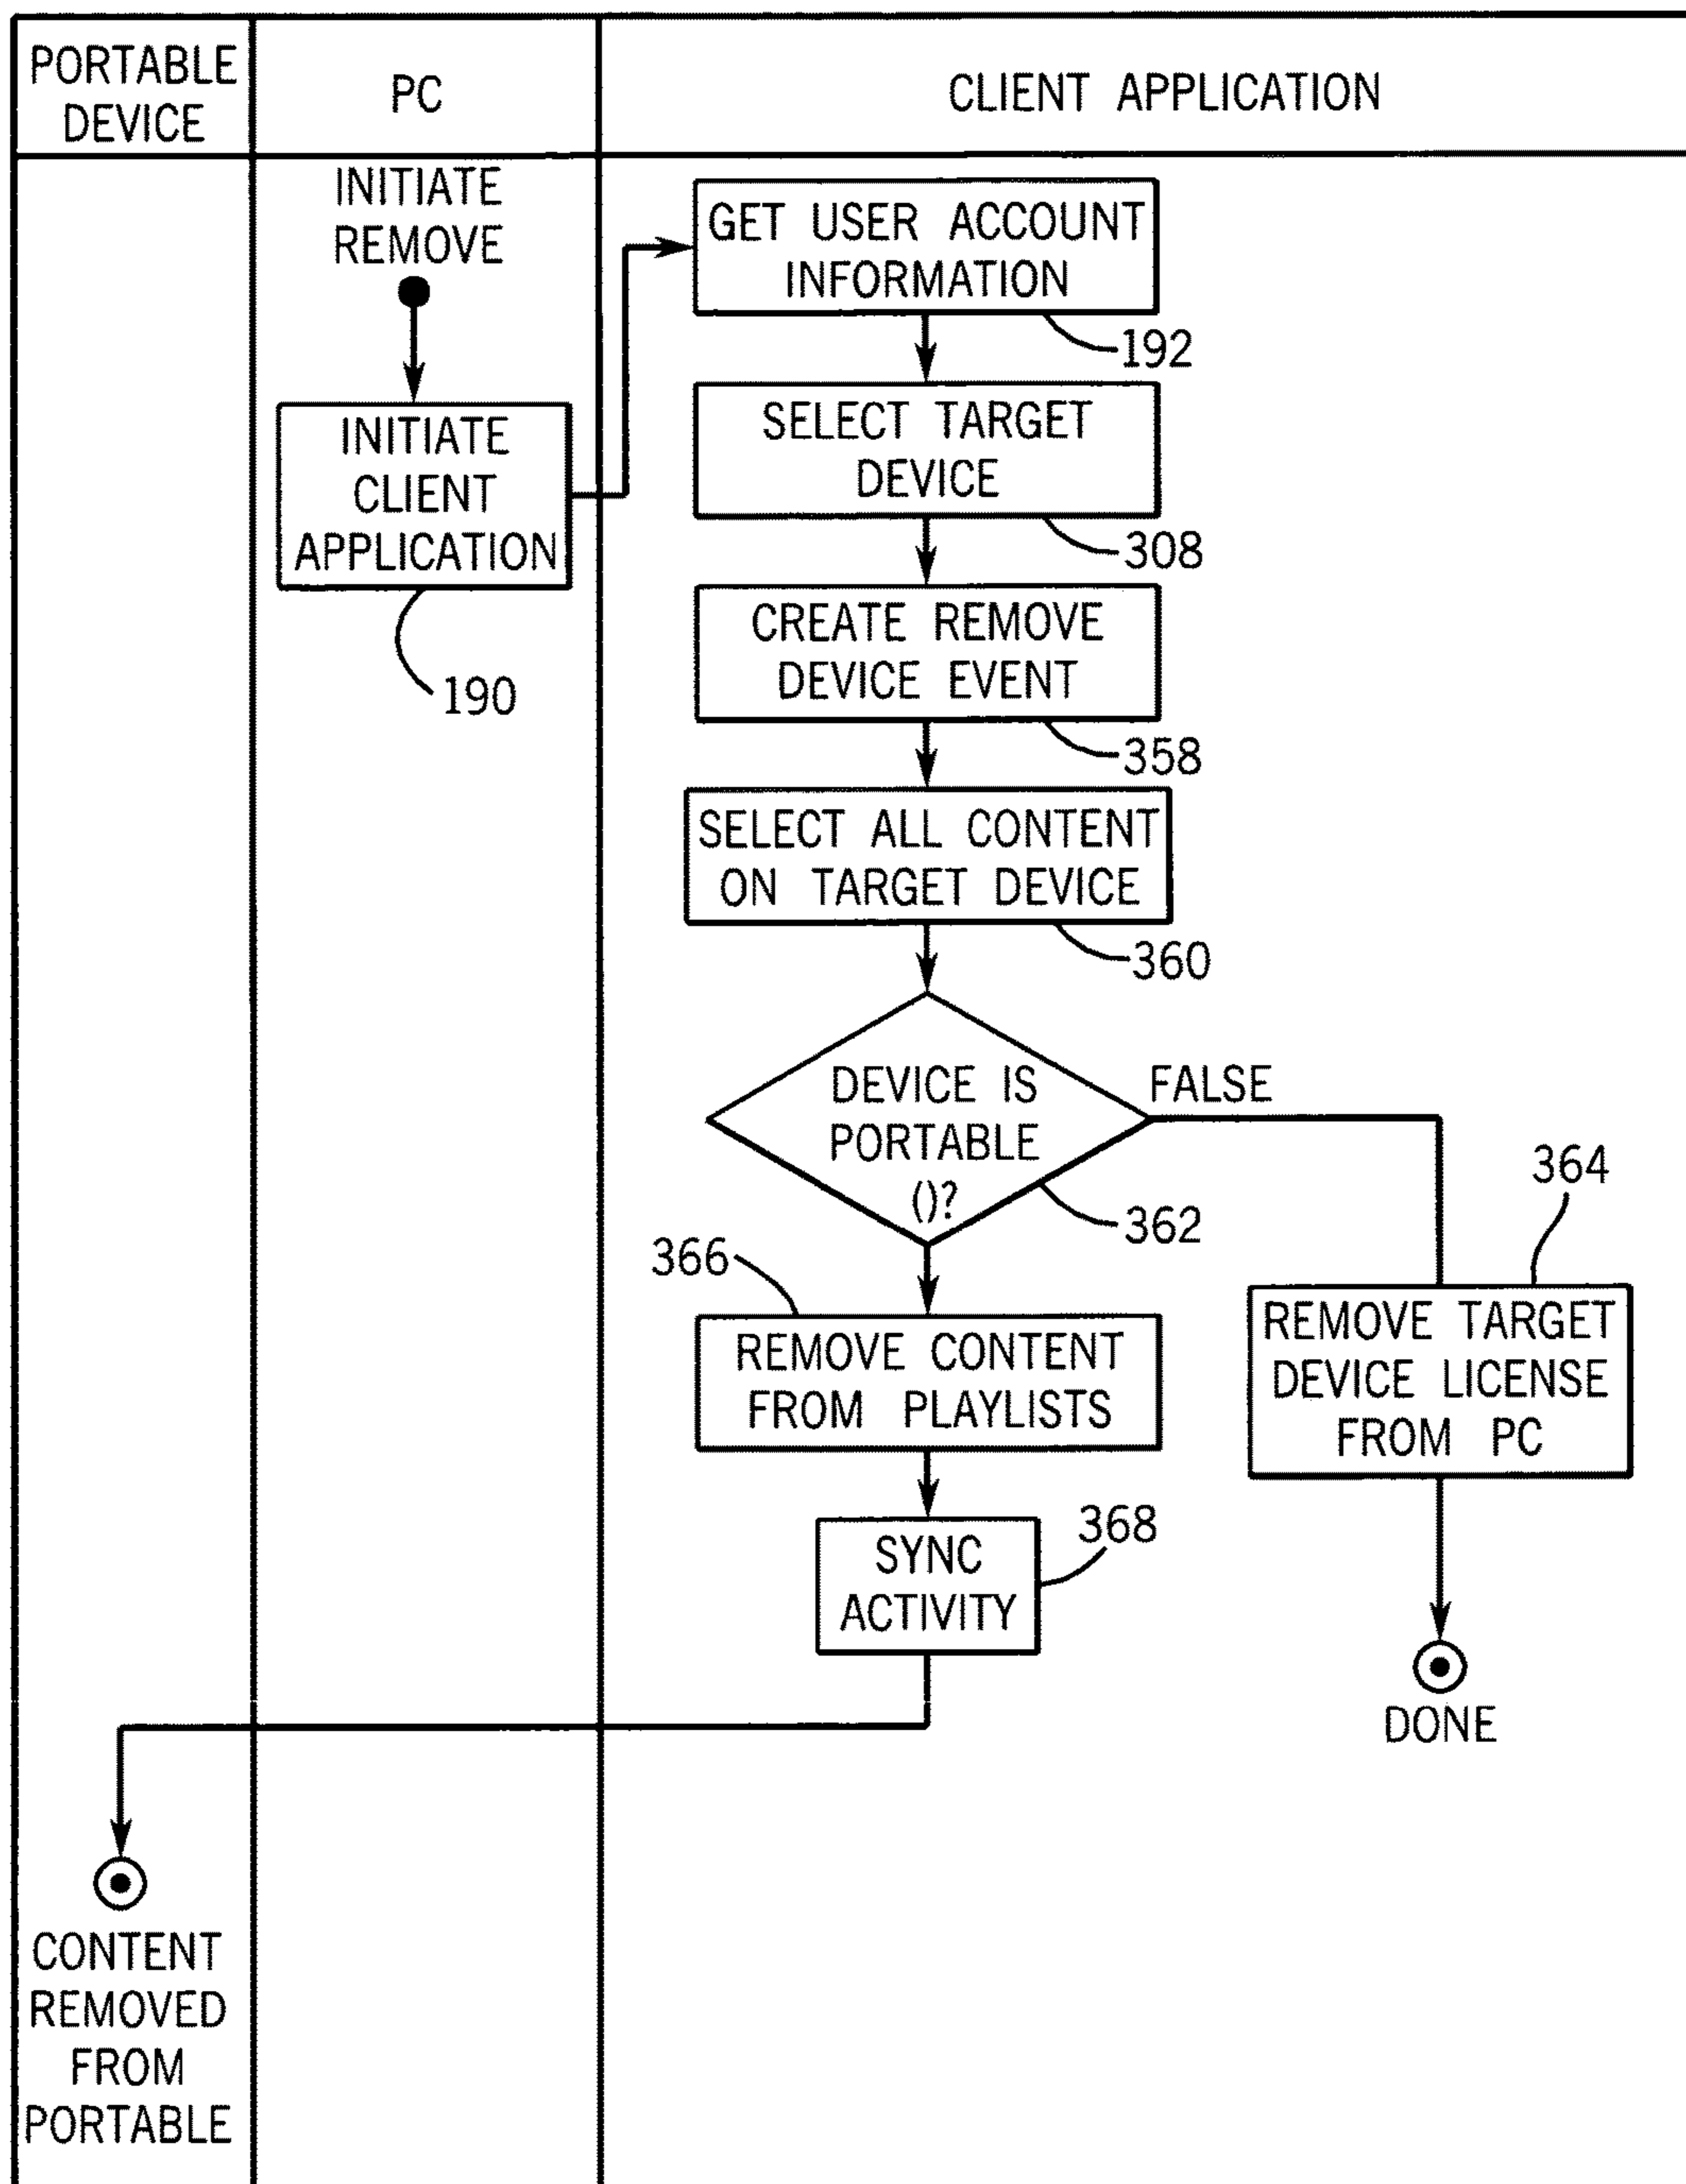 PORTABLE
DEVICE
PC
CLIENT APPLICATION
INITIATE
REMOVE
INITIATE
CLIENT
APPLICATION
190
GET USER ACCOUNT
INFORMATION
192
SELECT TARGET
DEVICE
308
CREATE REMOVE
DEVICE EVENT
358
SELECT ALL CONTENT
ON TARGET DEVICE
360
DEVICE IS
PORTABLE
()?
FALSE
362
364
REMOVE TARGET
DEVICE LICENSE
FROM PC
DONE
366
REMOVE CONTENT
FROM PLAYLISTS
SYNC
ACTIVITY
368
CONTENT
REMOVED
FROM
PORTABLE